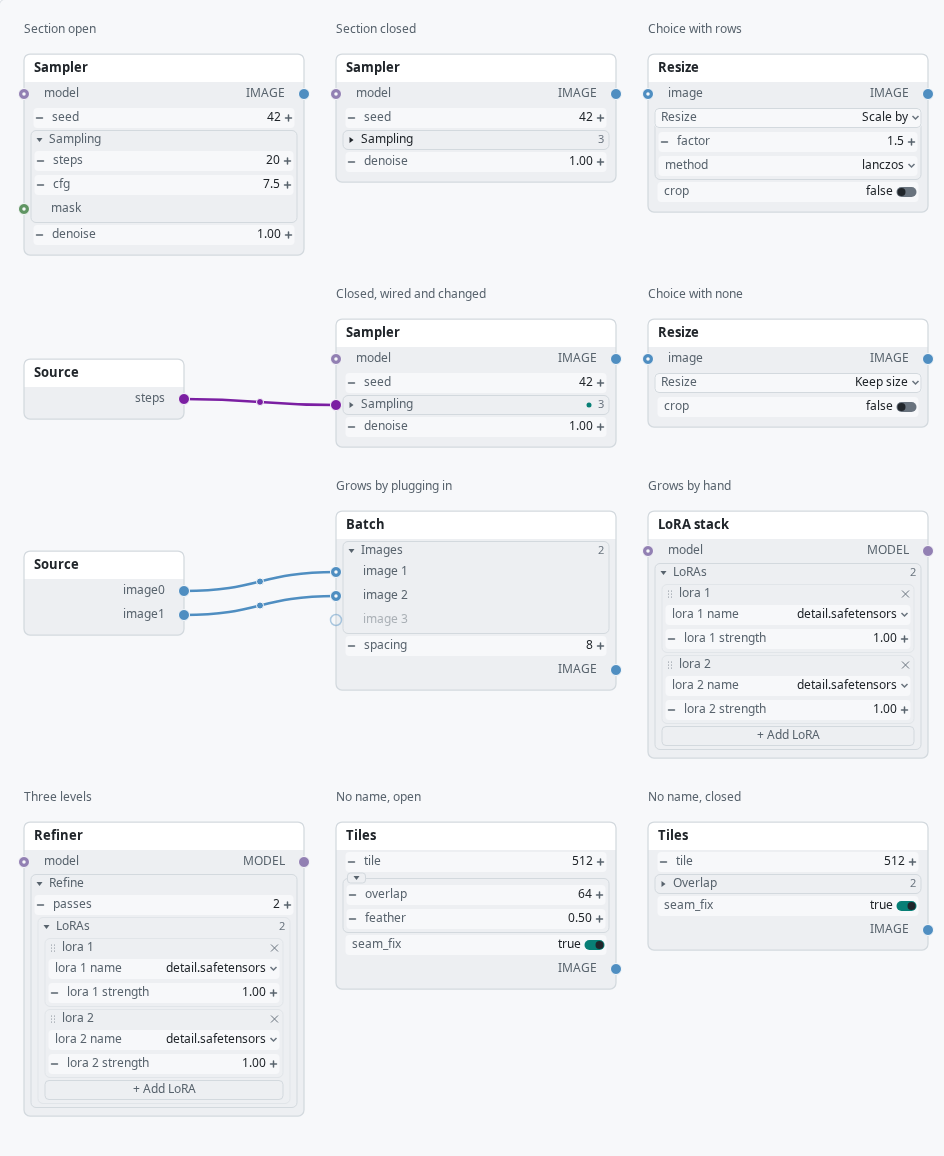 Section open
Sampler
model IMAGE
seed 42
Sampling
steps 20
cfg 7.5
mask
denoise 1.00
Section closed
Sampler
model IMAGE
seed 42
Sampling 3
denoise 1.00
Choice with rows
Resize
image IMAGE
Resize Scale by
factor 1.5
method lanczos
crop false
Source
steps
Closed, wired and changed
Sampler
model IMAGE
seed 42
Sampling 3
denoise 1.00
Choice with none
Resize
image IMAGE
Resize Keep size
crop false
Source
image0
image1
Grows by plugging in
Batch
Images 2
image 1
image 2
image 3
spacing 8
IMAGE
Grows by hand
LoRA stack
model MODEL
LoRAs 2
lora 1
lora 1 name detail.safetensors
lora 1 strength 1.00
lora 2
lora 2 name detail.safetensors
lora 2 strength 1.00
+ Add LoRA
Three levels
Refiner
model MODEL
Refine
passes 2
LoRAs 2
lora 1
lora 1 name detail.safetensors
lora 1 strength 1.00
lora 2
lora 2 name detail.safetensors
lora 2 strength 1.00
+ Add LoRA
No name, open
Tiles
tile 512
overlap 64
feather 0.50
seam_fix true
IMAGE
No name, closed
Tiles
tile 512
Overlap 2
seam_fix true
IMAGE